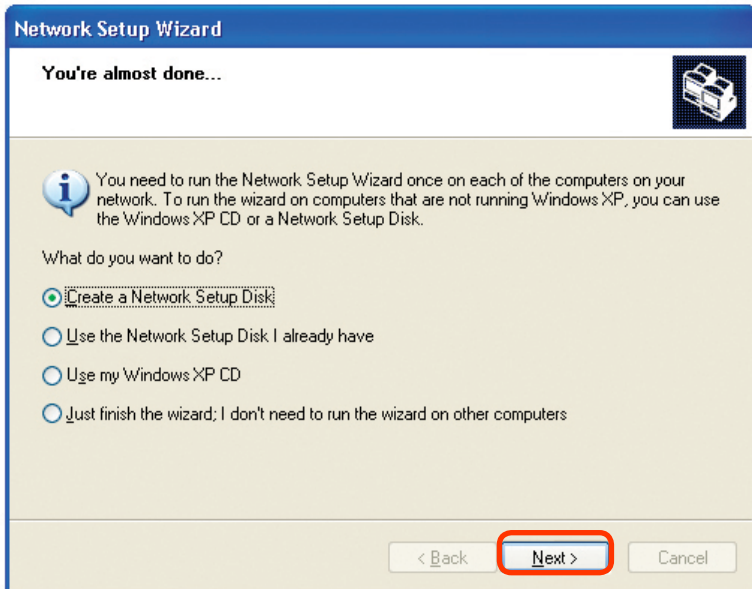 Network Setup Wizard
You're almost done...
You need to run the Network Setup Wizard once on each of the computers on your
network. To run the wizard on computers that are not running Windows XP, you can use
the Windows XP CD or a Network Setup Disk.
What do you want to do?
Create a Network Setup Disk
Use the Network Setup Disk I already have
Use my Windows XP CD
Just finish the wizard; I don't need to run the wizard on other computers
< Back Next > Cancel